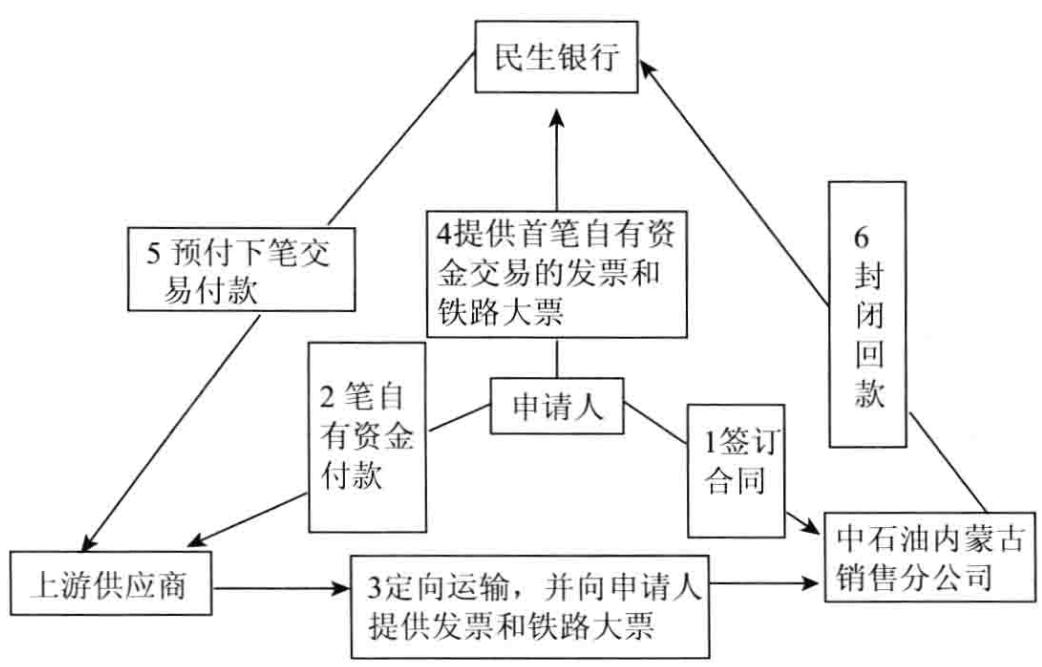 民生银行
5 预付下笔交
易付款
4提供首笔自有资
金交易的发票和
铁路大票
6
封
闭
回
款
2 笔自
有资金
付款
申请人
1签订
合同
上游供应商
3定向运输，并向申请人
提供发票和铁路大票
中石油内蒙古
销售分公司